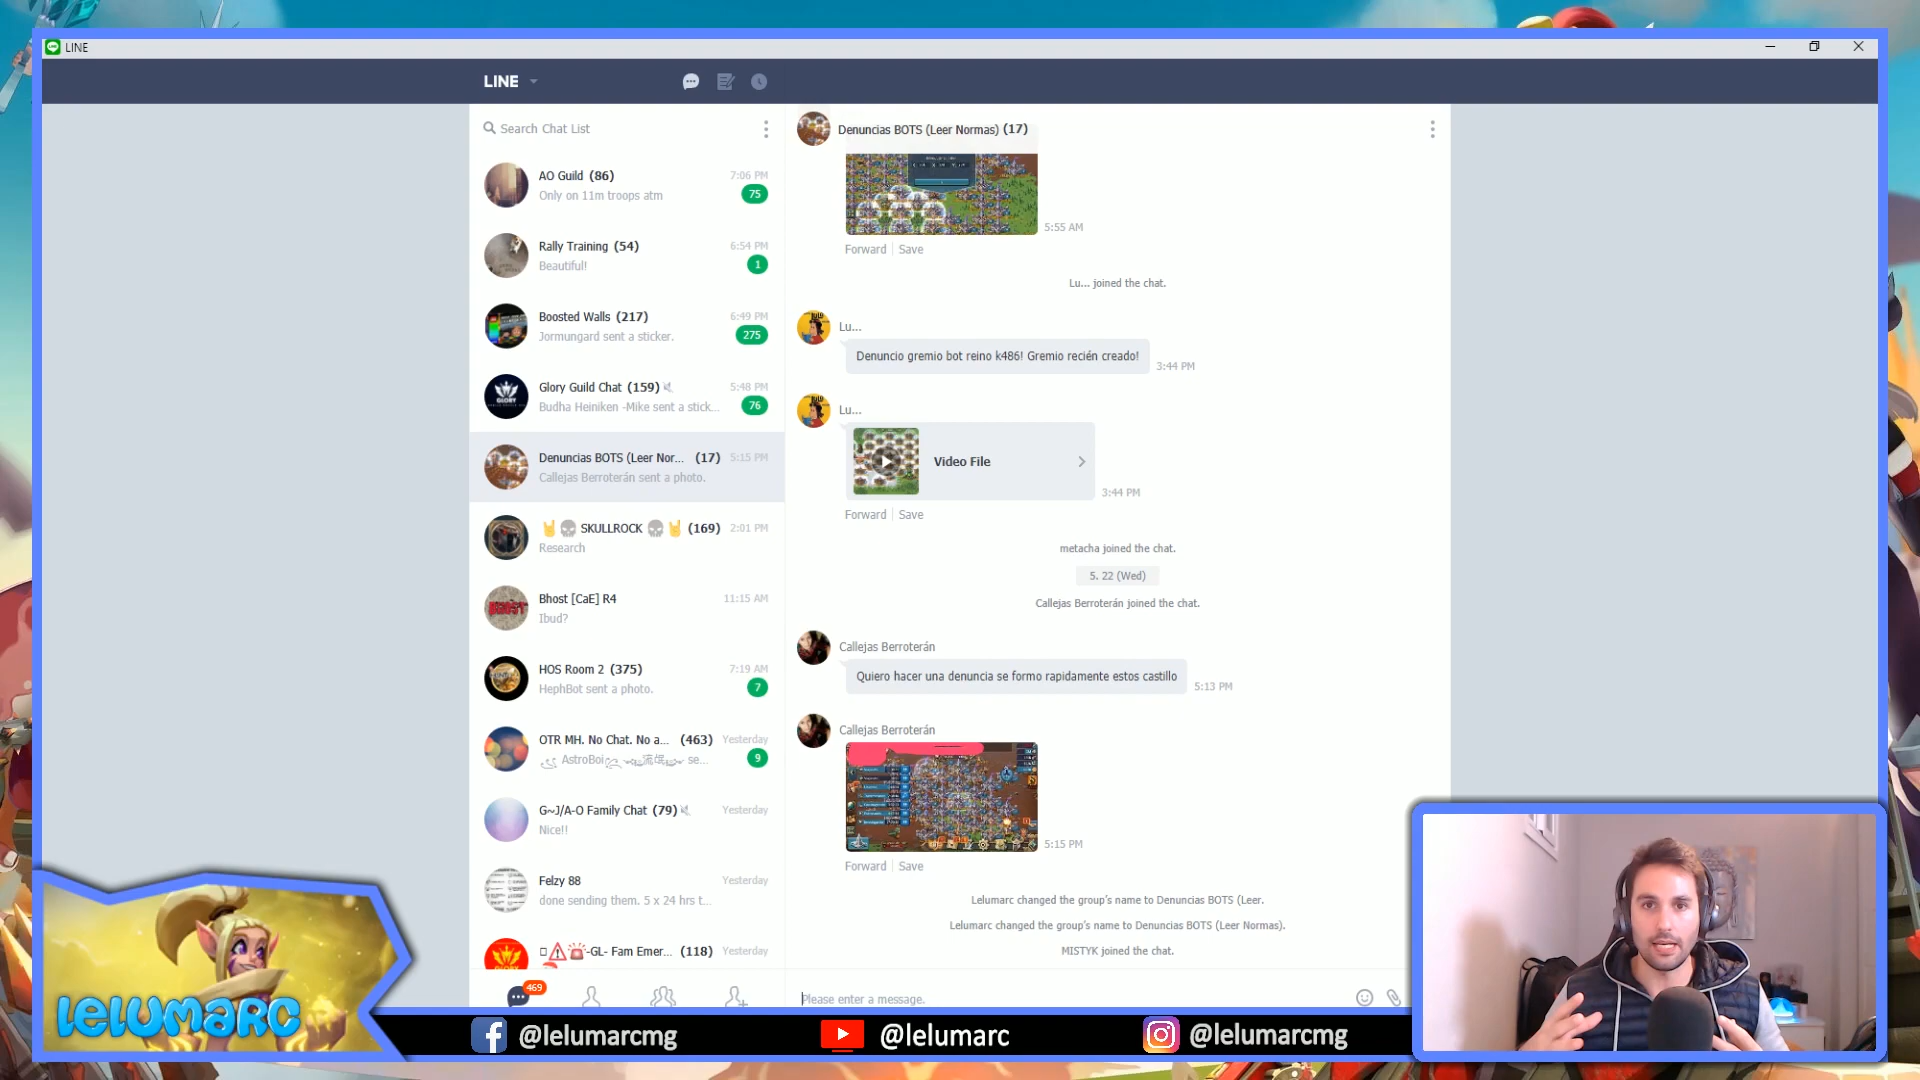 LINE
LINE
Search Chat List
AO Guild (86)
7:06 PM
Only on 11m troops atm
75
Rally Training (54)
6:54 PM
Beautiful!
1
Boosted Walls (217)
6:49 PM
Jormungard sent a sticker.
275
Glory Guild Chat (159)
5:48 PM
Budha Heiniken -Mike sent a stick...
76
GLORY
Denuncias BOTS (Leer Nor... (17)
5:15 PM
Callejas Berroterán sent a photo.
🤘💀 SKULLROCK 💀🤘 (169)
2:01 PM
Research
Bhost [CaE] R4
11:15 AM
Ibud?
HOS Room 2 (375)
7:19 AM
HephBot sent a photo.
7
OTR MH. No Chat. No a... (463)
Yesterday
AstroBoi
se...
9
G~J/A-O Family Chat (79)
Yesterday
Nice!!
Felzy 88
Yesterday
done sending them. 5 x 24 hrs t...
⚠️🚨-GL- Fam Emer... (118)
Yesterday
469
Denuncias BOTS (Leer Normas) (17)
5:55 AM
Forward | Save
Lu... joined the chat.
Lu...
Denuncio gremio bot reino k486! Gremio recién creado!
3:44 PM
Lu...
Video File
3:44 PM
Forward | Save
metacha joined the chat.
5. 22 (Wed)
Callejas Berroterán joined the chat.
Callejas Berroterán
Quiero hacer una denuncia se formo rapidamente estos castillo
5:13 PM
Callejas Berroterán
5:15 PM
Forward | Save
Lelumarc changed the group's name to Denuncias BOTS (Leer.
Lelumarc changed the group's name to Denuncias BOTS (Leer Normas).
MISTYK joined the chat.
Please enter a message.
LELUMARC
@lelumarcmg
@lelumarc
@lelumarcmg